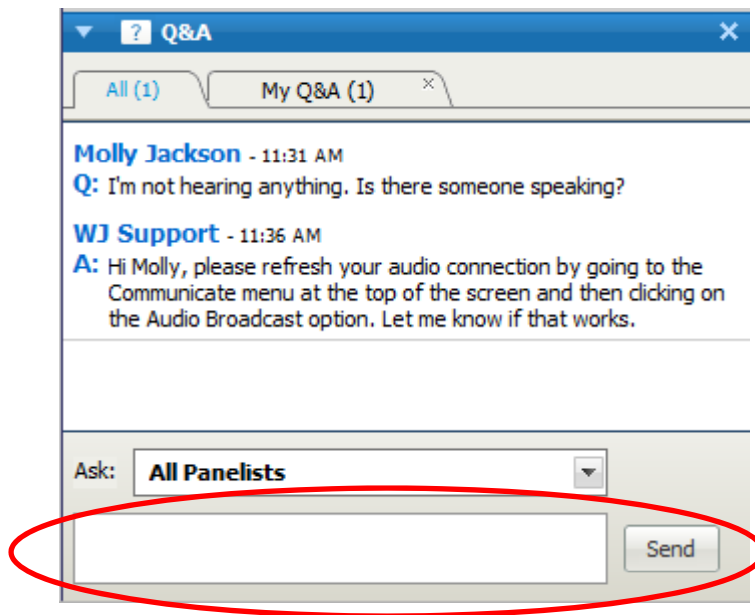 ? Q&A
All (1)
My Q&A (1)
Molly Jackson - 11:31 AM
Q: I'm not hearing anything. Is there someone speaking?
WJ Support - 11:36 AM
A: Hi Molly, please refresh your audio connection by going to the
Communicate menu at the top of the screen and then clicking on
the Audio Broadcast option. Let me know if that works.
Ask: All Panelists
Send